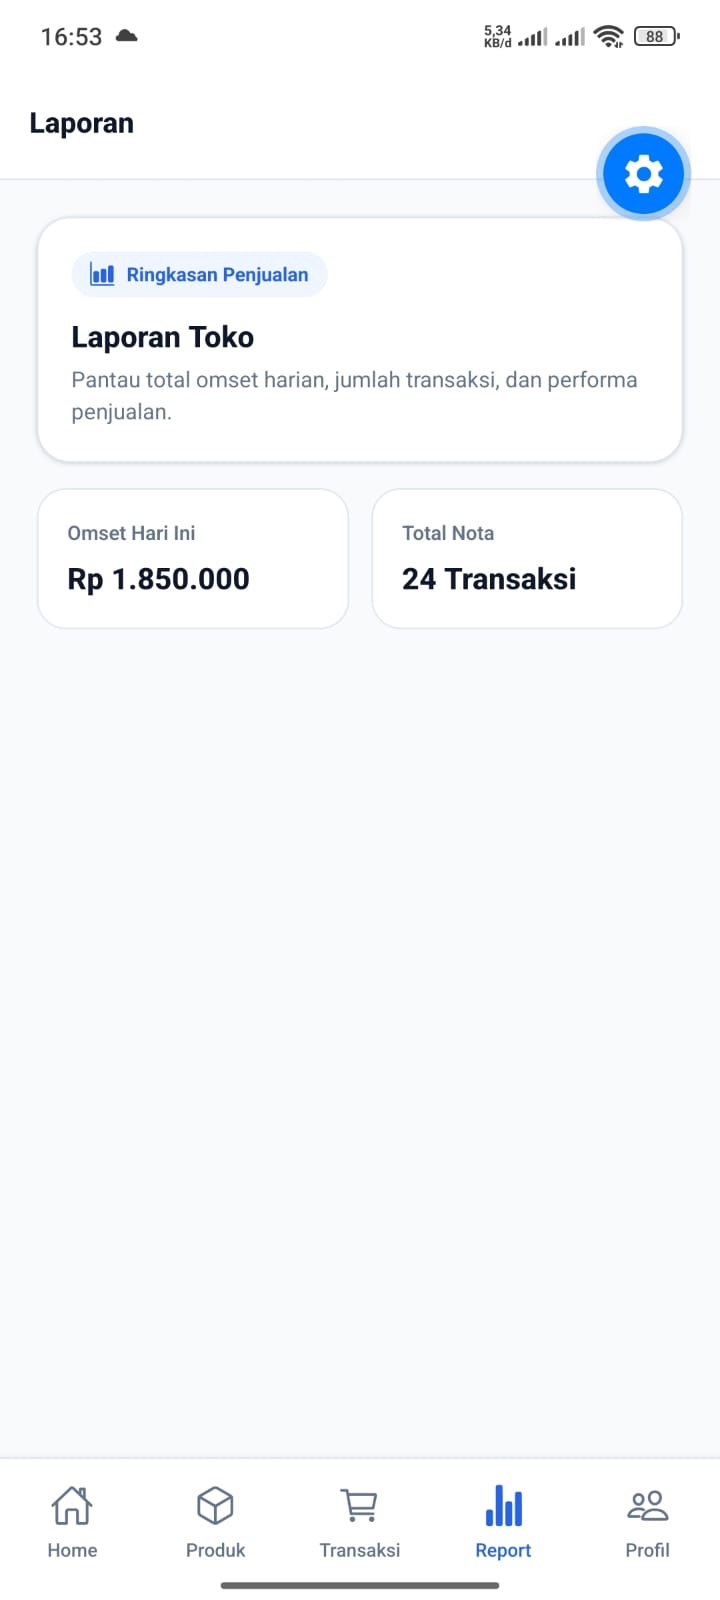 16:53
5,34
KB/d
88
Laporan
Ringkasan Penjualan
Laporan Toko
Pantau total omset harian, jumlah transaksi, dan performa
penjualan.
Omset Hari Ini
Rp 1.850.000
Total Nota
24 Transaksi
Home
Produk
Transaksi
Report
Profil